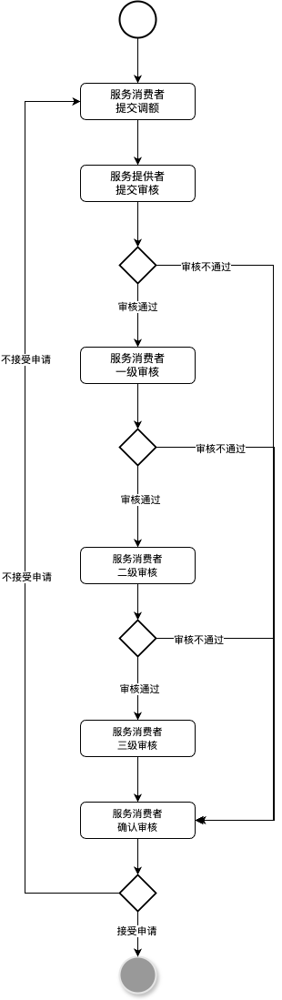 服务消费者
提交调额
服务提供者
提交审核
审核不通过
审核通过
服务消费者
一级审核
不接受申请
审核不通过
审核通过
服务消费者
二级审核
不接受申请
审核不通过
审核通过
服务消费者
三级审核
服务消费者
确认审核
接受申请